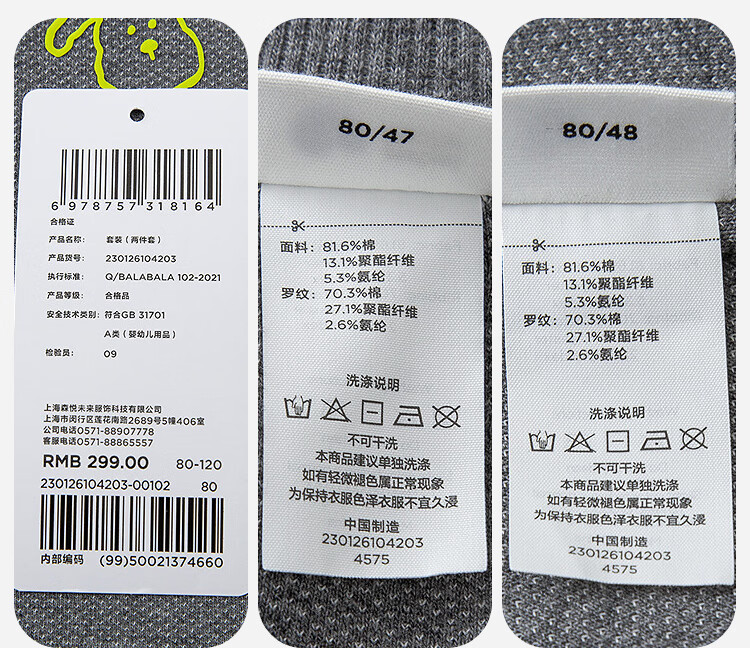 6 978757 318164
合格证
产品名称: 套装 (两件套)
产品货号: 230126104203
执行标准: Q/BALABALA 102-2021
产品等级: 合格品
安全技术类别: 符合GB 31701
A类 (婴幼儿用品)
检验员: 09
上海森悦未来服饰科技有限公司
上海市闵行区莲花南路2689号5幢406室
公司电话0571-88907778
客服电话0571-88865557
RMB 299.00 80-120
230126104203-00102 80
内部编码 (99)50021374660
80/47
面料: 81.6%棉
13.1%聚酯纤维
5.3%氨纶
罗纹: 70.3%棉
27.1%聚酯纤维
2.6%氨纶
洗涤说明
不可干洗
本商品建议单独洗涤
如有轻微褪色属正常现象
为保持衣服色泽衣服不宜久浸
中国制造
230126104203
4575
80/48
面料: 81.6%棉
13.1%聚酯纤维
5.3%氨纶
罗纹: 70.3%棉
27.1%聚酯纤维
2.6%氨纶
洗涤说明
不可干洗
本商品建议单独洗涤
如有轻微褪色属正常现象
为保持衣服色泽衣服不宜久浸
中国制造
230126104203
4575